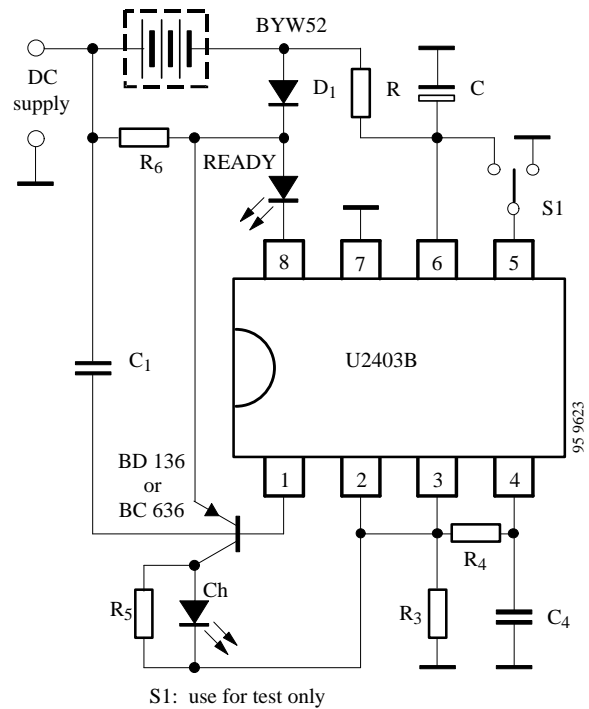 BYW52
DC
supply
D1
R
C
R6
READY
S1
8
7
6
5
U2403B
C1
95 9623
BD 136
or
BC 636
1
2
3
4
R4
Ch
R5
R3
C4
S1: use for test only